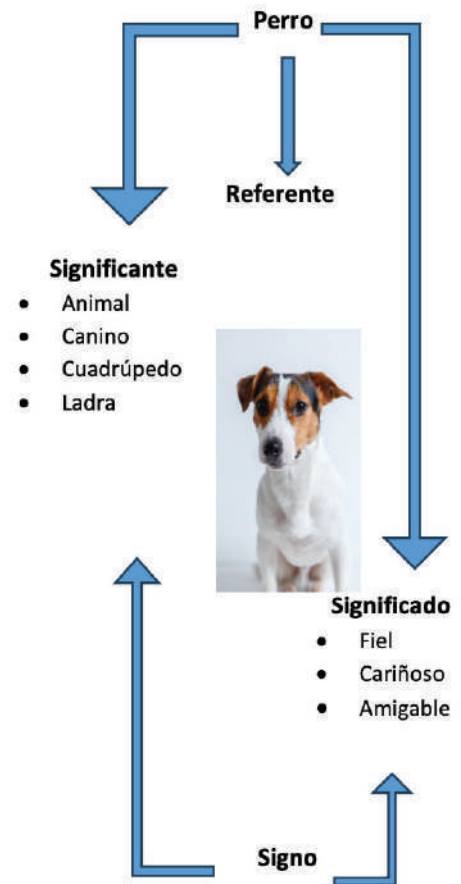 Perro
Referente
Significante
• Animal
• Canino
• Cuadrúpedo
• Ladra
Significado
• Fiel
• Cariñoso
• Amigable
Signo